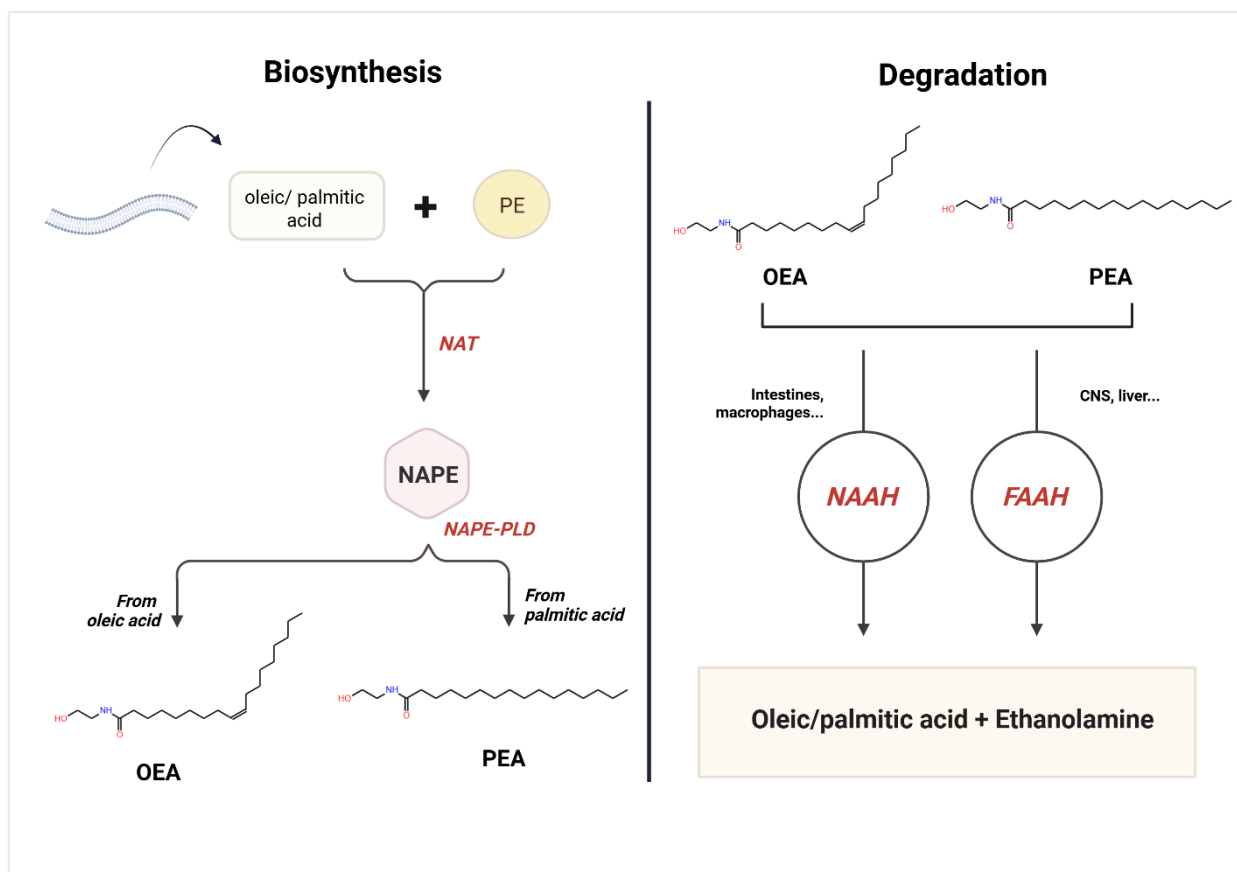 Biosynthesis
oleic/ palmitic
acid
+
PE
NAT
NAPE
NAPE-PLD
From
oleic acid
From
palmitic acid
HO
NH
O
OEA
HO
NH
O
PEA
Degradation
HO
NH
O
OEA
HO
NH
O
PEA
Intestines,
macrophages...
CNS, liver...
NAAH
FAAH
Oleic/palmitic acid + Ethanolamine